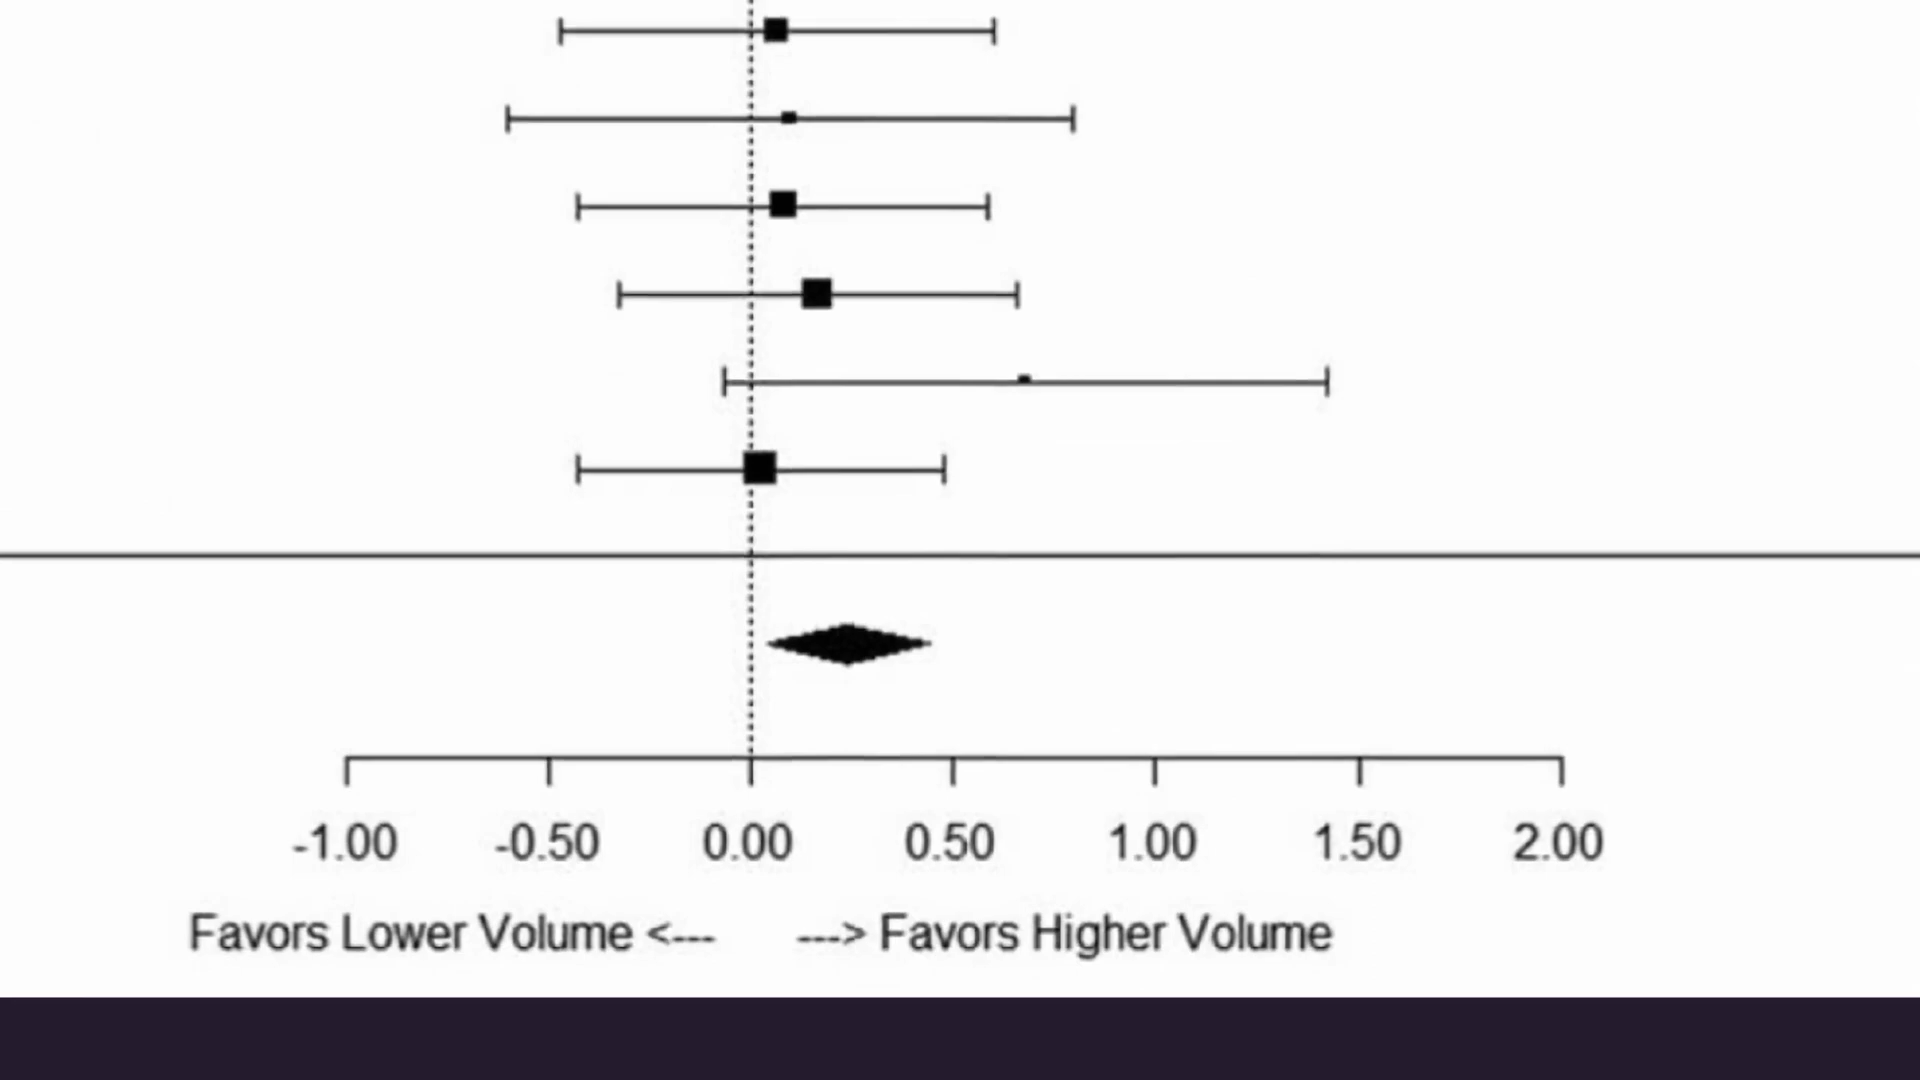 -1.00 -0.50 0.00 0.50 1.00 1.50 2.00
Favors Lower Volume <--- ---> Favors Higher Volume